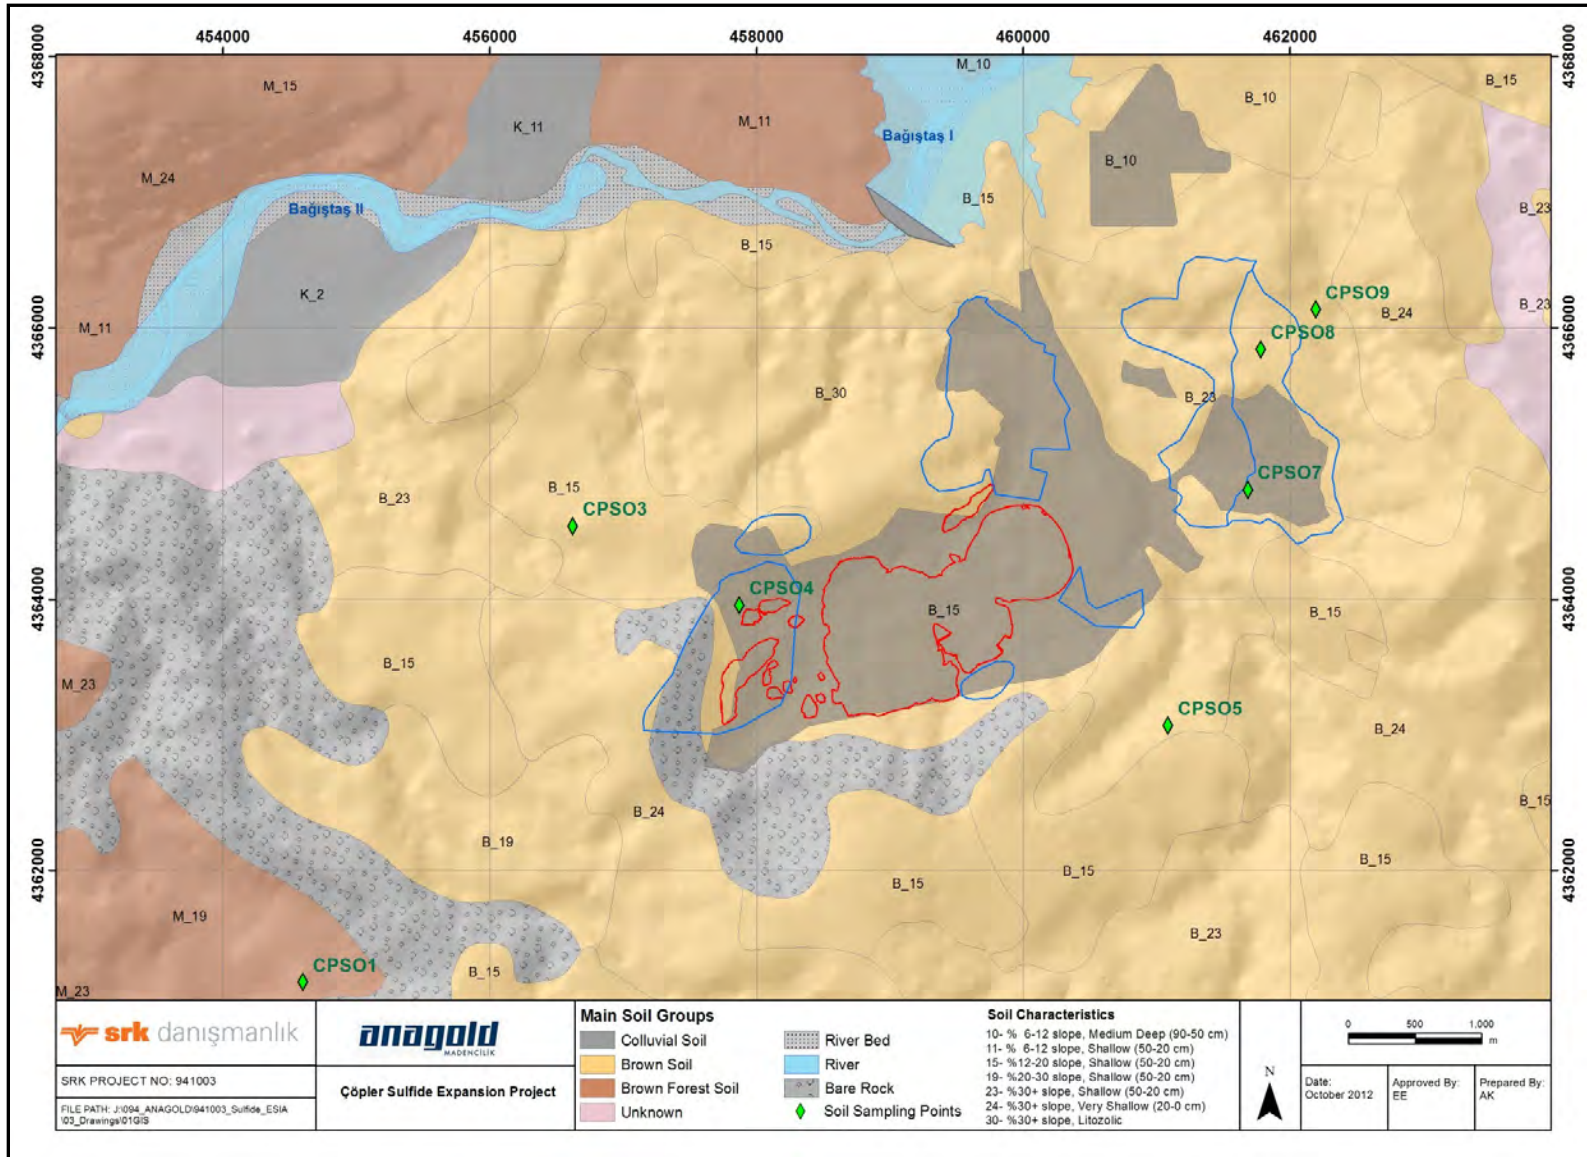 454000 456000 458000 460000 462000
4368000 4368000
M_15
M_10
B_15
B_10
K_11
M_11
Bağıştaş I
B_10
M_24
B_15
B_23
Bağıştaş II
B_15
K_2
B_23
CPSO9
B_24
M_11
4366000 4366000
CPSO8
B_30
B_23
CPSO7
B_15
B_23
CPSO3
CPSO4
4364000 4364000
B_15
B_15
B_15
M_23
CPSO5
B_24
B_15
B_24
B_19
B_15
4362000 4362000
B_15
B_15
M_19
B_23
CPSO1
B_15
M_23
srk danışmanlık
SRK PROJECT NO: 941003
FILE PATH: J:\094_ANAGOLD\941003_Sulfide_ESIA
\03_Drawings\01GIS
anagold
MADENCİLİK
Çöpler Sulfide Expansion Project
Main Soil Groups
Colluvial Soil
Brown Soil
Brown Forest Soil
Unknown
River Bed
River
Bare Rock
Soil Sampling Points
Soil Characteristics
10- % 6-12 slope, Medium Deep (90-50 cm)
11- % 6-12 slope, Shallow (50-20 cm)
15- %12-20 slope, Shallow (50-20 cm)
19- %20-30 slope, Shallow (50-20 cm)
23- %30+ slope, Shallow (50-20 cm)
24- %30+ slope, Very Shallow (20-0 cm)
30- %30+ slope, Litozolic
N
0 500 1,000
m
Date:
October 2012
Approved By:
EE
Prepared By:
AK